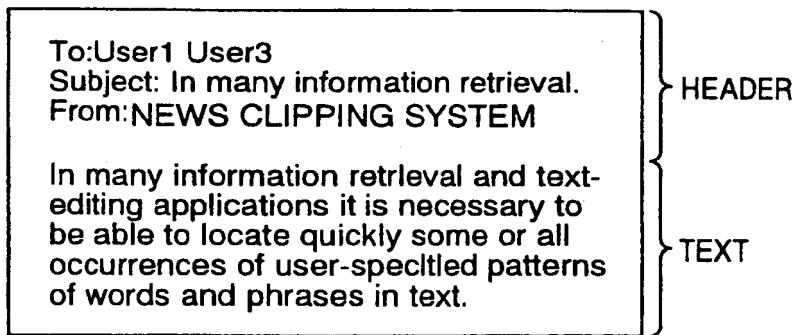 To:User1 User3
Subject: In many information retrieval.
From:NEWS CLIPPING SYSTEM
HEADER
In many information retrleval and text-
editing applications it is necessary to
be able to locate quickly some or all
occurrences of user-specltled patterns
of words and phrases in text.
TEXT